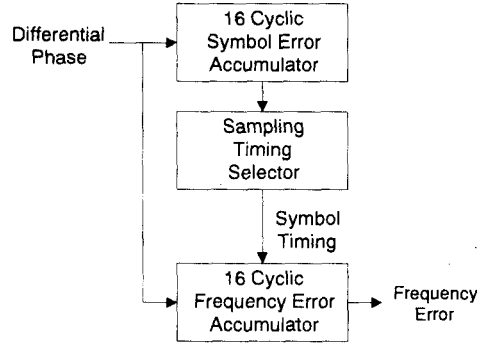 Differential
Phase
16 Cyclic
Symbol Error
Accumulator
Sampling
Timing
Selector
Symbol
Timing
16 Cyclic
Frequency Error
Accumulator
Frequency
Error